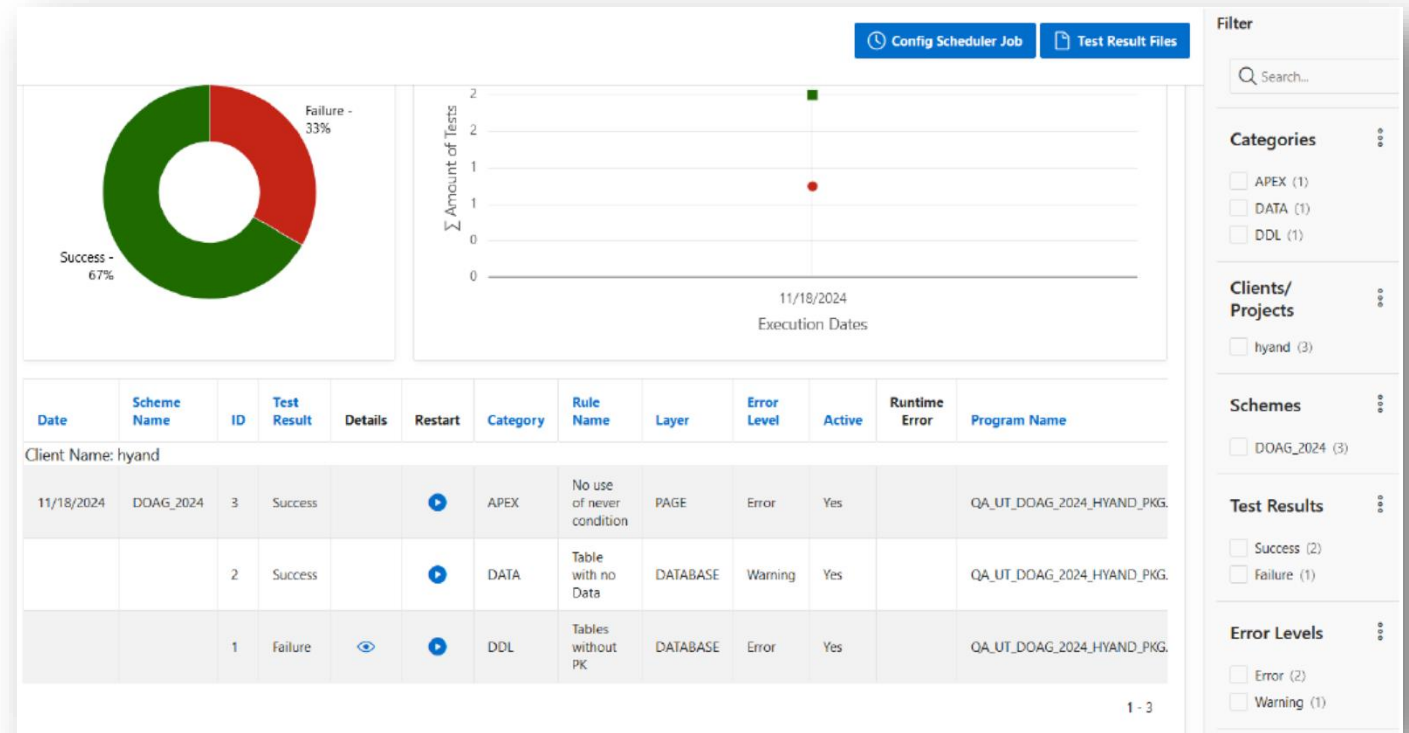 Config Scheduler Job
Test Result Files
Filter
Search...
Failure -
33%
Success -
67%
∑ Amount of Tests
2
2
1
1
0
0
11/18/2024
Execution Dates
Categories
APEX (1)
DATA (1)
DDL (1)
Clients/
Projects
hyand (3)
Schemes
DOAG_2024 (3)
Test Results
Success (2)
Failure (1)
Error Levels
Error (2)
Warning (1)
Date Scheme Name ID Test Result Details Restart Category Rule Name Layer Error Level Active Runtime Error Program Name
Client Name: hyand
11/18/2024 DOAG_2024 3 Success APEX No use of never condition PAGE Error Yes QA_UT_DOAG_2024_HYAND_PKG.
2 Success DATA Table with no Data DATABASE Warning Yes QA_UT_DOAG_2024_HYAND_PKG.
1 Failure DDL Tables without PK DATABASE Error Yes QA_UT_DOAG_2024_HYAND_PKG.
1 - 3